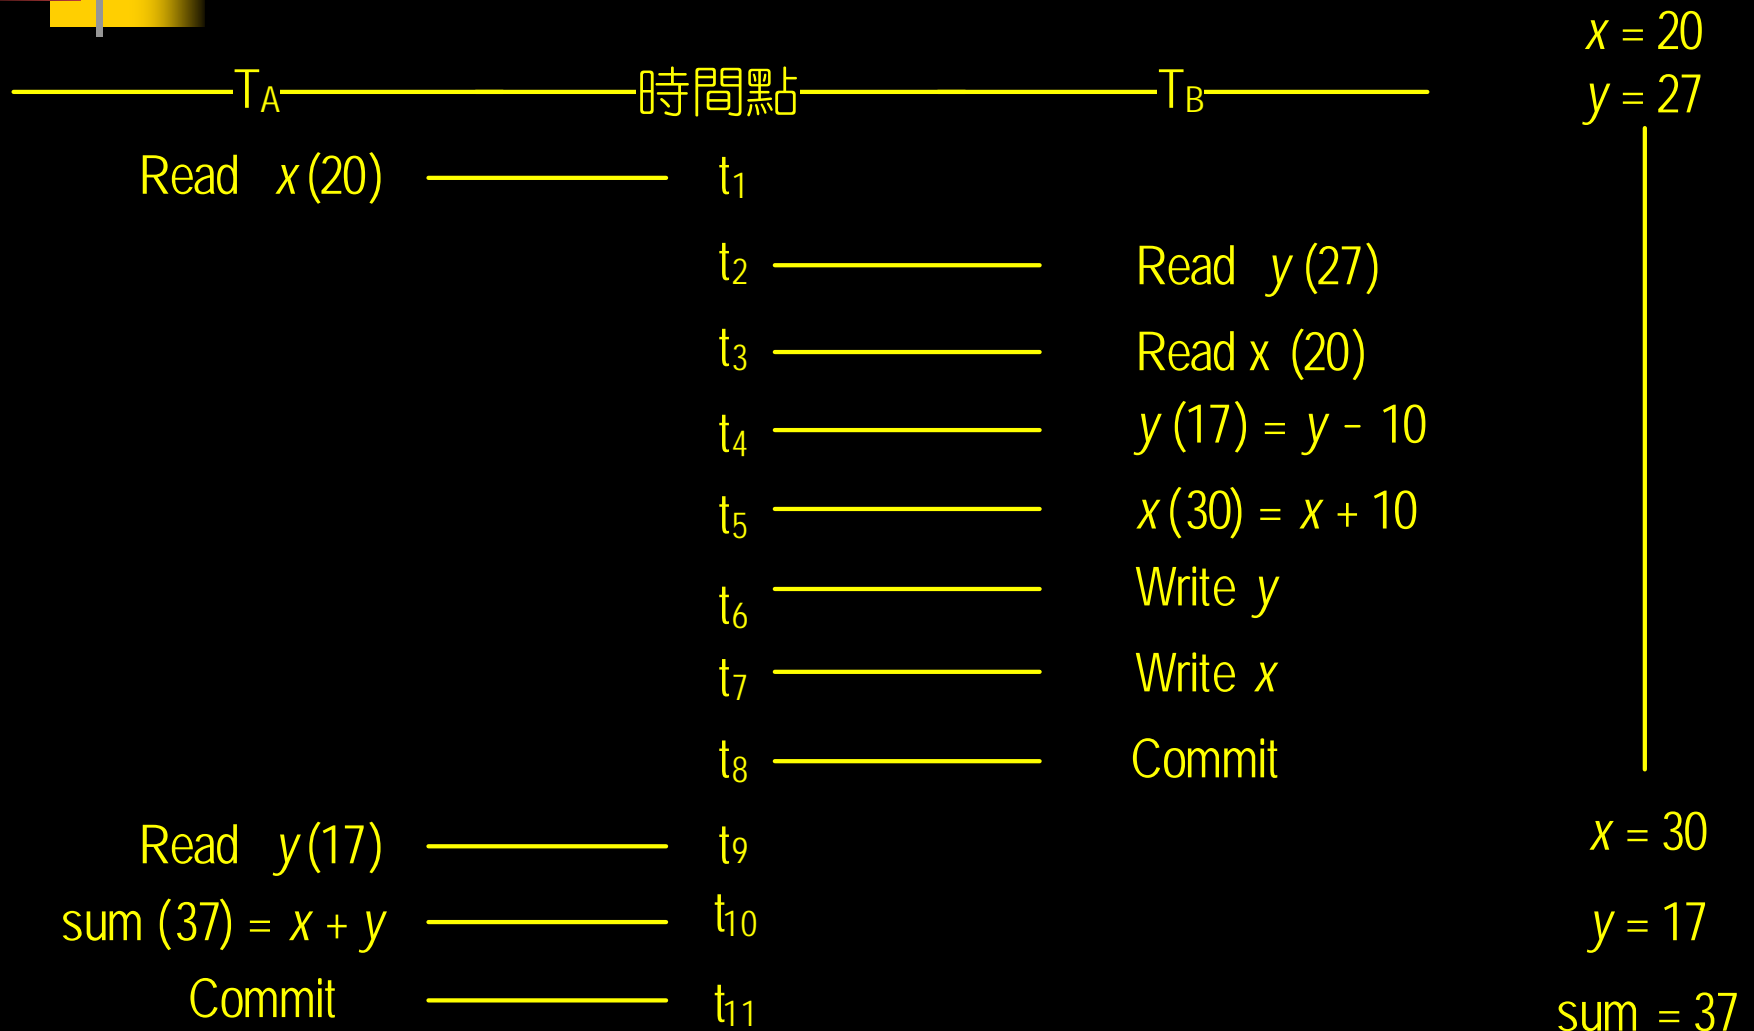 x = 20
T_A 時間點 T_B
y = 27
Read x (20) t1
t2 Read y (27)
t3 Read x (20)
t4 y (17) = y - 10
t5 x (30) = x + 10
t6 Write y
t7 Write x
t8 Commit
Read y (17) t9 x = 30
sum (37) = x + y t10 y = 17
Commit t11 sum = 37